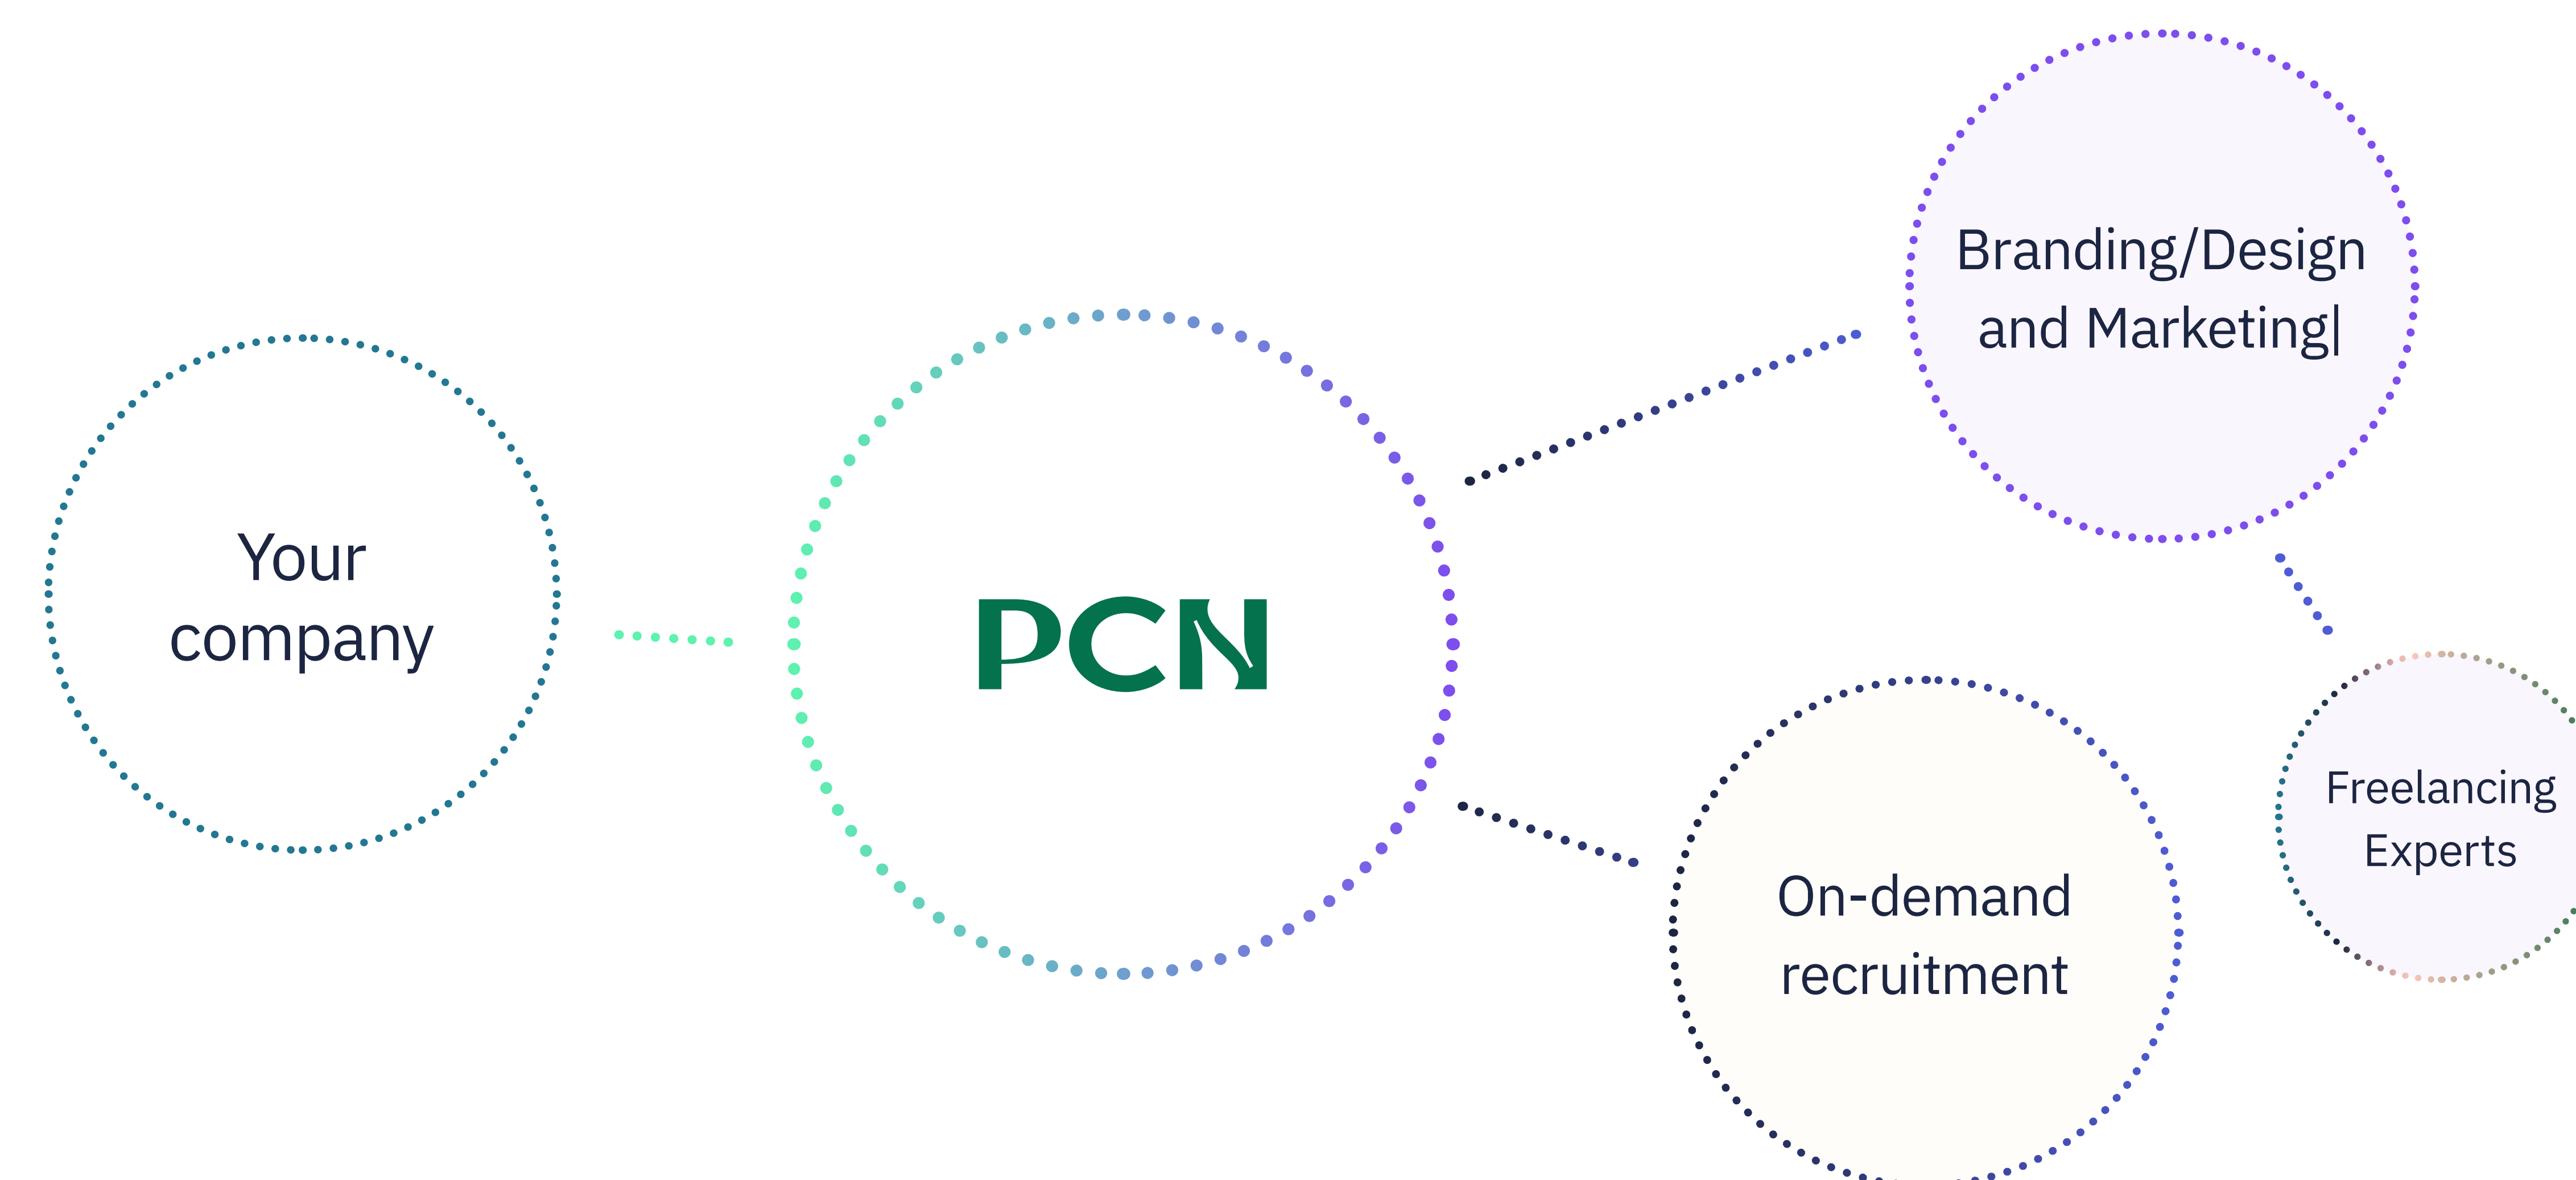 Your
company
PCN
Branding/Design
and Marketing|
On-demand
recruitment
Freelancing
Experts